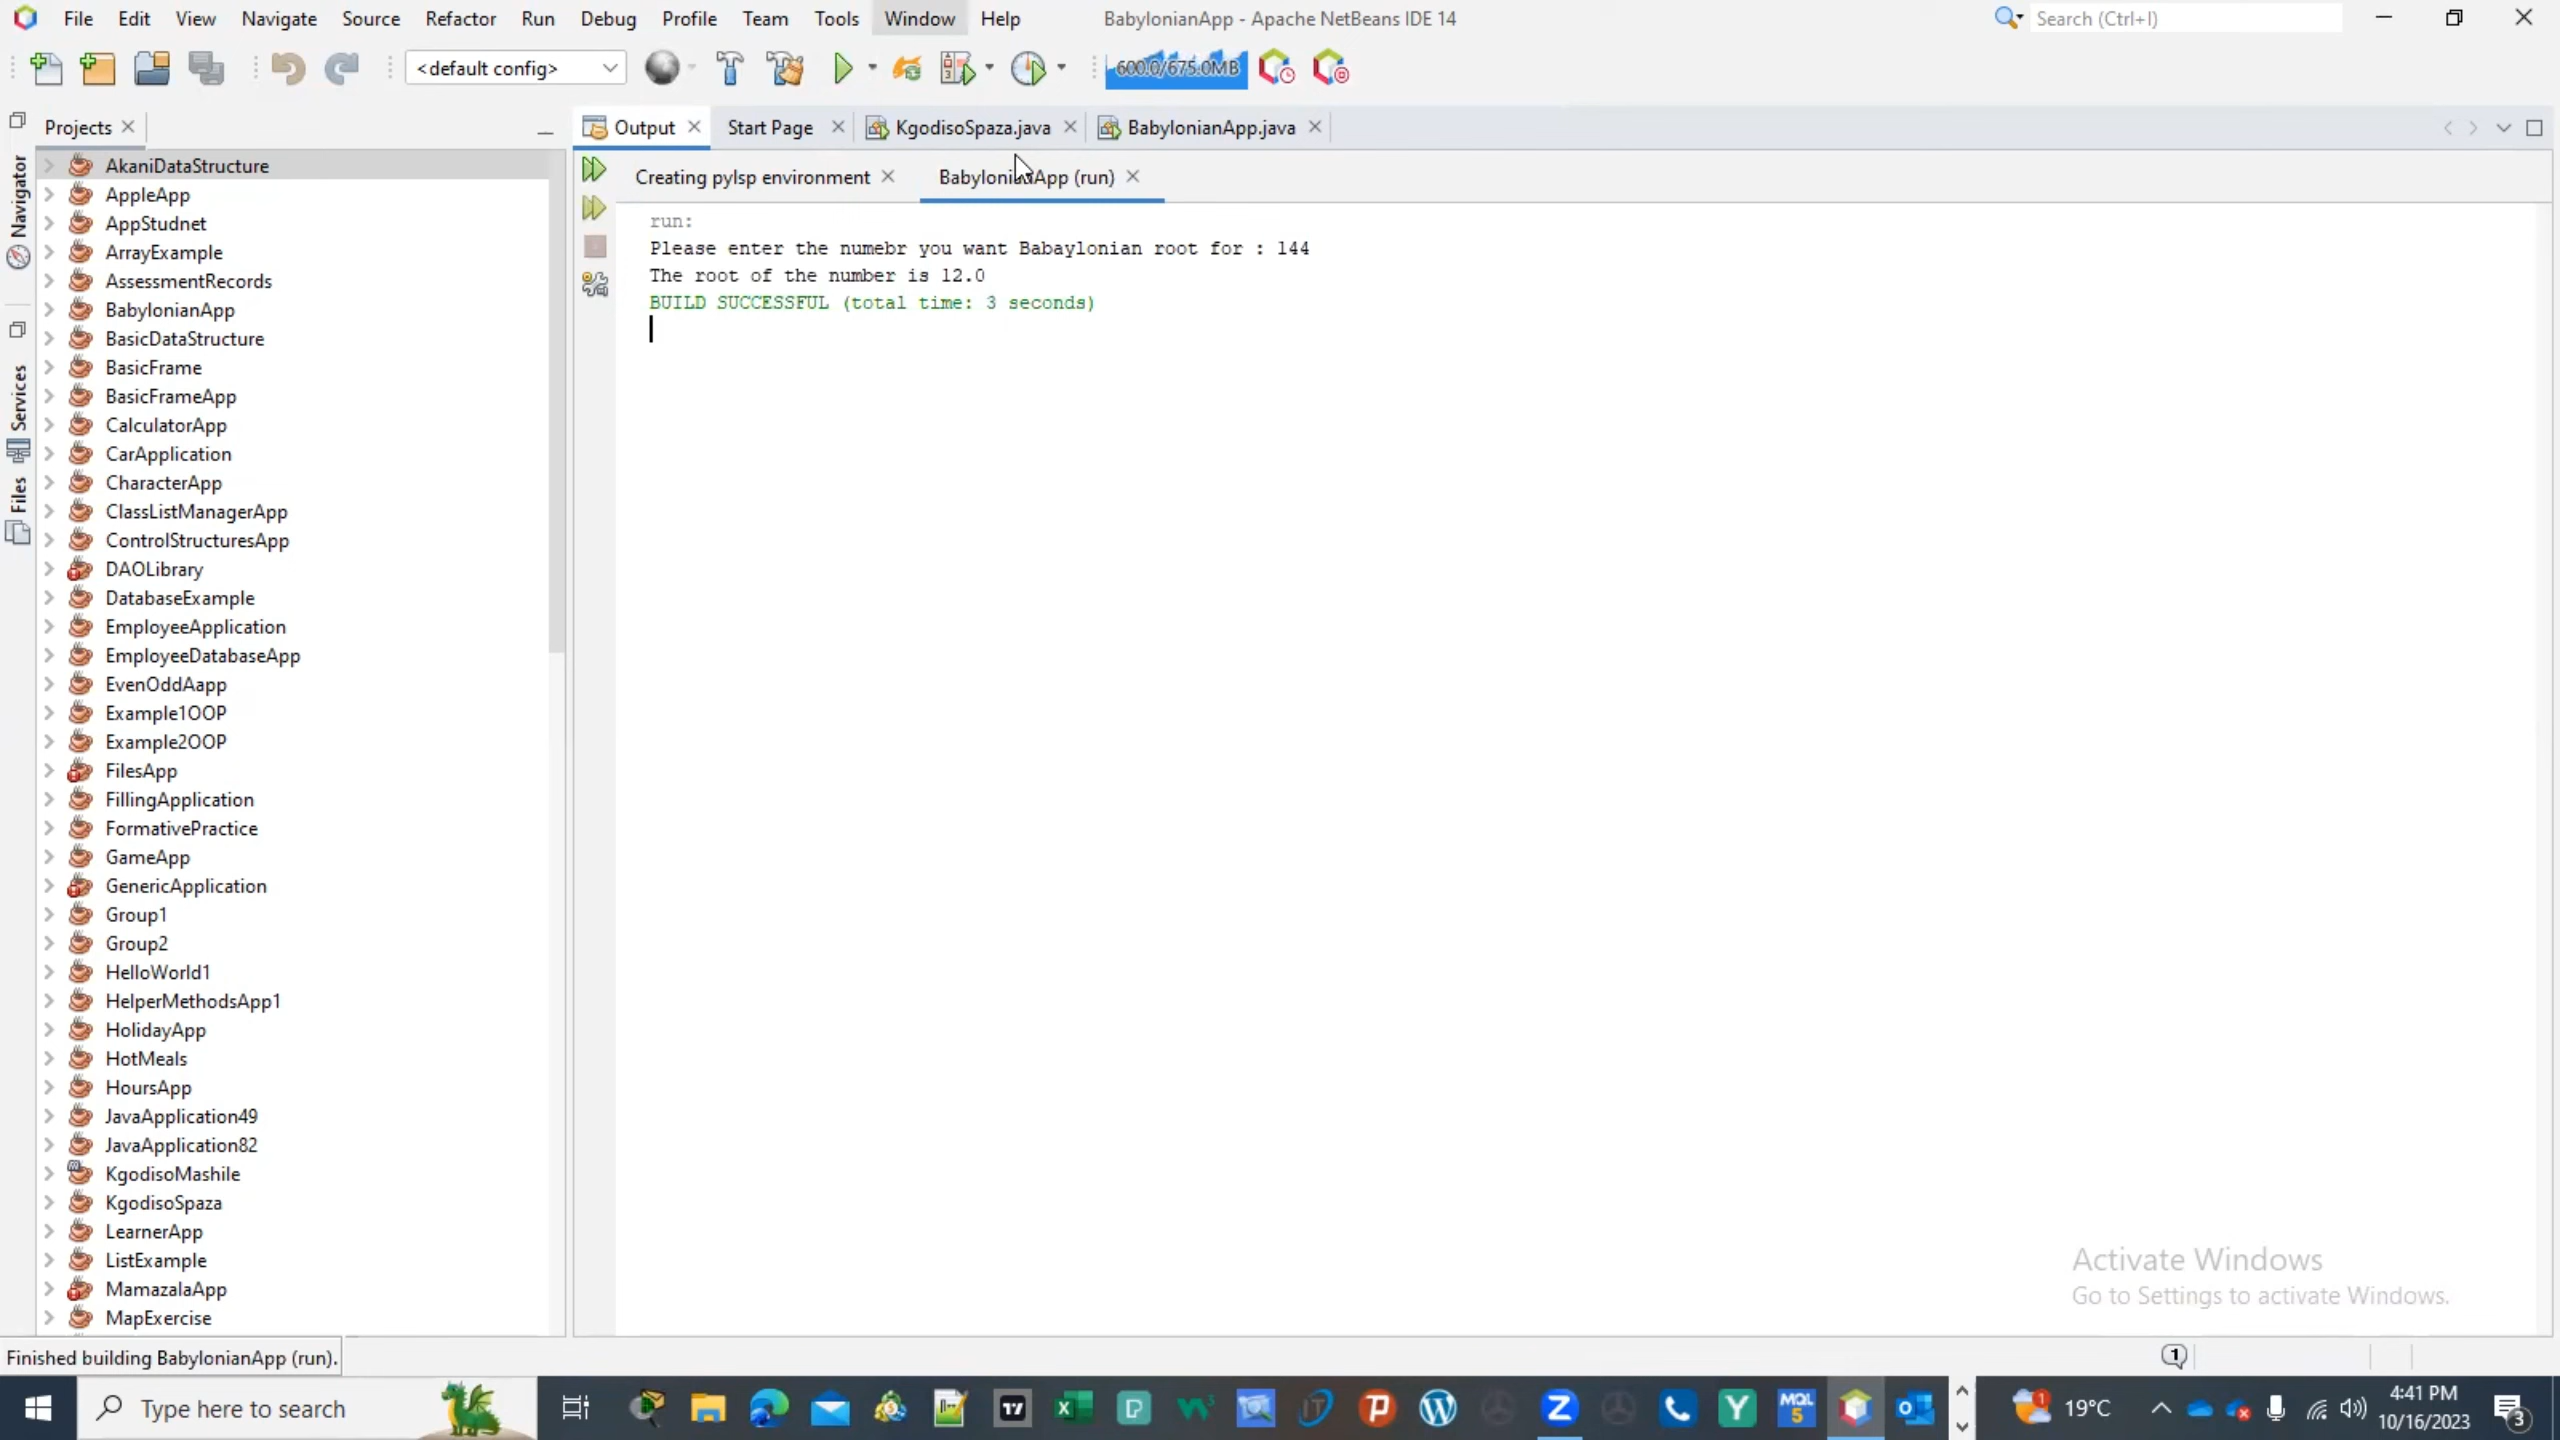 File Edit View Navigate Source Refactor Run Debug Profile Team Tools Window Help BabylonianApp - Apache NetBeans IDE 14 Search (Ctrl+I)
<default config> 600.0/675.0MB
Projects Output Start Page KgodisoSpaza.java BabylonianApp.java
Creating pylsp environment BabylonianApp (run)
Navigator
Services
Files
AkaniDataStructure
AppleApp
AppStudnet
ArrayExample
AssessmentRecords
BabylonianApp
BasicDataStructure
BasicFrame
BasicFrameApp
CalculatorApp
CarApplication
CharacterApp
ClassListManagerApp
ControlStructuresApp
DAOLibrary
DatabaseExample
EmployeeApplication
EmployeeDatabaseApp
EvenOddAapp
Example1OOP
Example2OOP
FilesApp
FillingApplication
FormativePractice
GameApp
GenericApplication
Group1
Group2
HelloWorld1
HelperMethodsApp1
HolidayApp
HotMeals
HoursApp
JavaApplication49
JavaApplication82
KgodisoMashile
KgodisoSpaza
LearnerApp
ListExample
MamazalaApp
MapExercise
run:
Please enter the numebr you want Babaylonian root for : 144
The root of the number is 12.0
BUILD SUCCESSFUL (total time: 3 seconds)
Activate Windows
Go to Settings to activate Windows.
Finished building BabylonianApp (run).
1
Type here to search
19°C
4:41 PM
10/16/2023
3